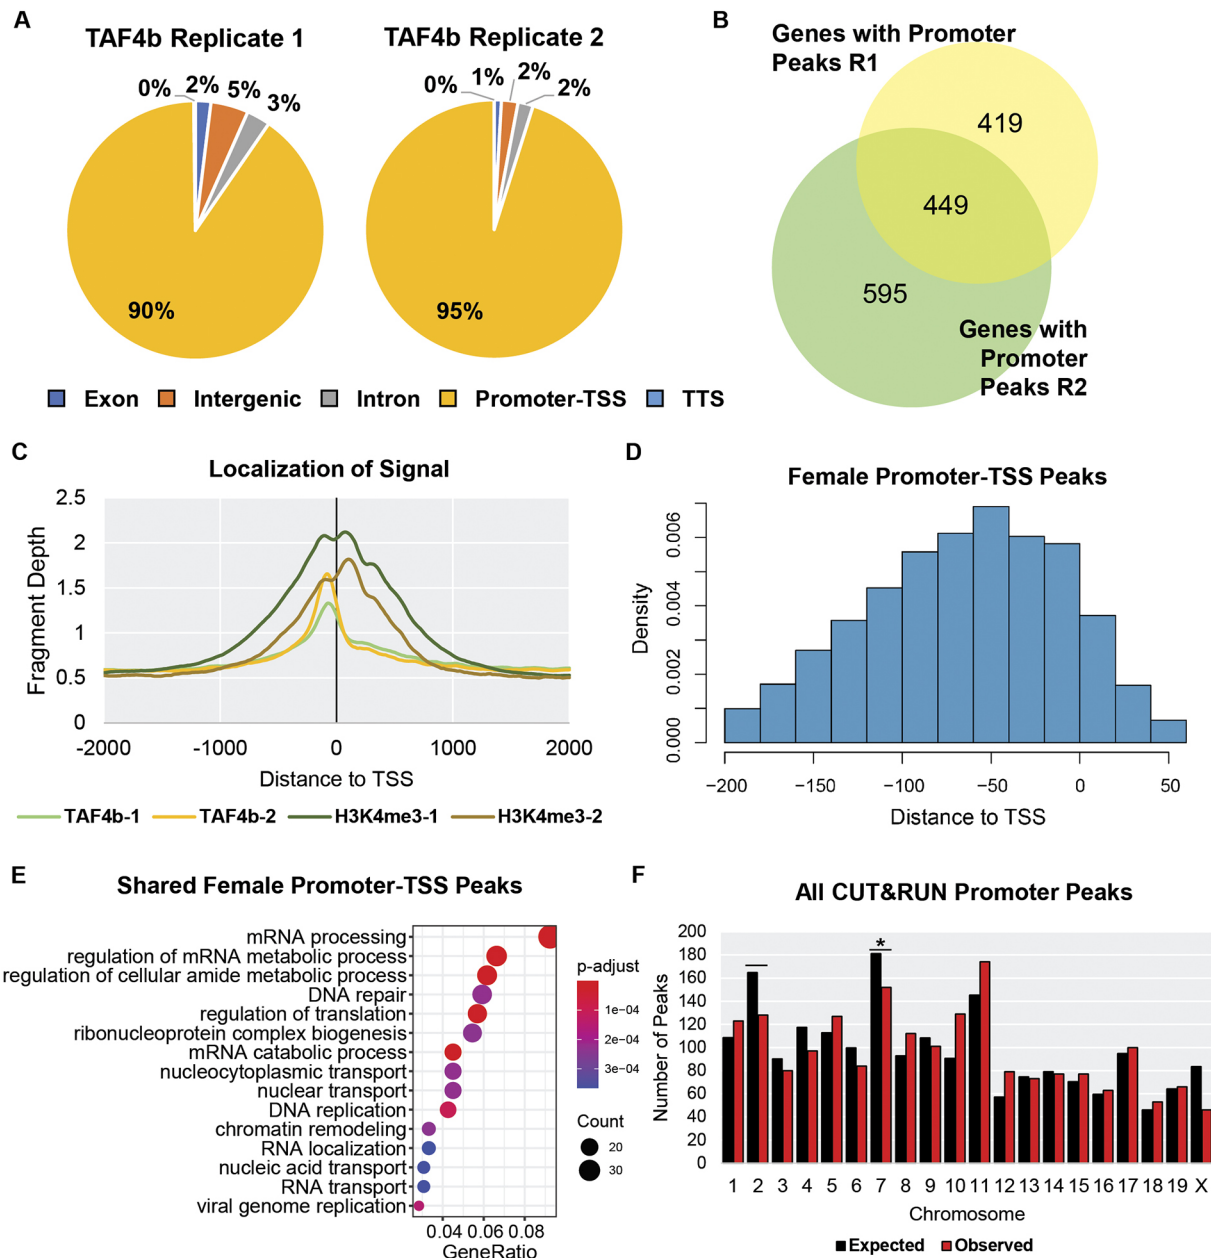 A
TAF4b Replicate 1
0% 2% 5% 3%
90%
TAF4b Replicate 2
0% 1% 2% 2%
95%
Exon Intergenic Intron Promoter-TSS TTS
B
Genes with Promoter
Peaks R1
419
449
595
Genes with
Promoter
Peaks R2
C
Localization of Signal
Fragment Depth
2.5
2
1.5
1
0.5
0
-2000 -1000 0 1000 2000
Distance to TSS
TAF4b-1 TAF4b-2 H3K4me3-1 H3K4me3-2
D
Female Promoter-TSS Peaks
Density
0.006
0.004
0.002
0.000
−200 −150 −100 −50 0 50
Distance to TSS
E
Shared Female Promoter-TSS Peaks
mRNA processing
regulation of mRNA metabolic process
regulation of cellular amide metabolic process
DNA repair
regulation of translation
ribonucleoprotein complex biogenesis
mRNA catabolic process
nucleocytoplasmic transport
nuclear transport
DNA replication
chromatin remodeling
RNA localization
nucleic acid transport
RNA transport
viral genome replication
0.04 0.06 0.08
GeneRatio
p-adjust
1e−04
2e−04
3e−04
Count
20
30
F
All CUT&RUN Promoter Peaks
Number of Peaks
200
180
160
140
120
100
80
60
40
20
0
*
1 2 3 4 5 6 7 8 9 10 11 12 13 14 15 16 17 18 19 X
Chromosome
Expected Observed